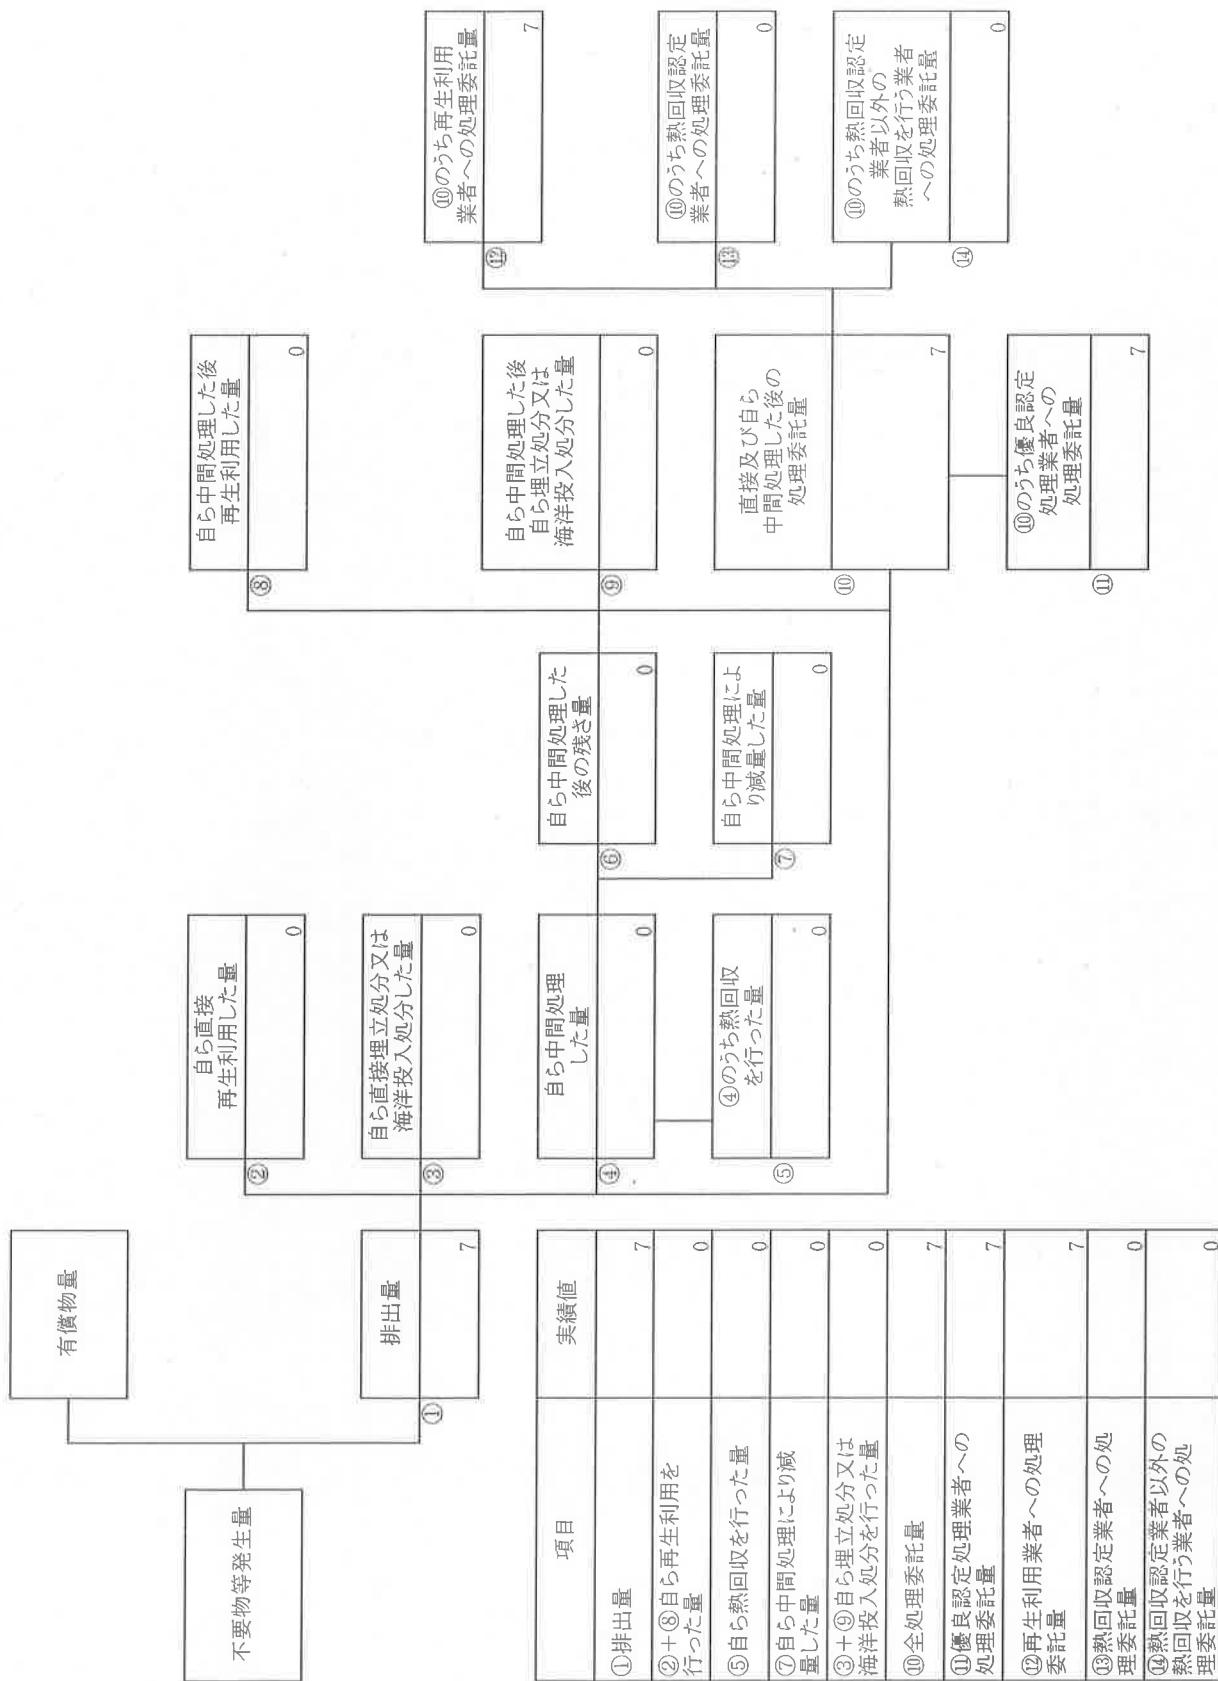 不要物等発生量
有償物量
排出量
①
7
自ら直接
再生利用した量
②
0
自ら直接埋立処分又は
海洋投入処分した量
③
0
自ら中間処理
した量
④
0
④のうち熱回収
を行った量
⑤
0
自ら中間処理した
後の残さ量
⑥
0
自ら中間処理によ
り減量した量
⑦
0
自ら中間処理した後
再生利用した量
⑧
0
自ら中間処理した後
自ら埋立処分又は
海洋投入処分した量
⑨
0
直接及び自ら
中間処理した後の
処理委託量
⑩
7
⑩のうち優良認定
処理業者への
処理委託量
⑪
7
⑩のうち再生利用
業者への処理委託量
⑫
7
⑩のうち熱回収認定
業者への処理委託量
⑬
0
⑩のうち熱回収認定
業者以外の
熱回収を行う業者
への処理委託量
⑭
0
項目 実績値
①排出量 7
②+⑧自ら再生利用を
行った量 0
⑤自ら熱回収を行った量 0
⑦自ら中間処理により減
量した量 0
③+⑨自ら埋立処分又は
海洋投入処分を行った量 0
⑩全処理委託量 7
⑪優良認定処理業者への
処理委託量 7
⑫再生利用業者への処理
委託量 7
⑬熱回収認定業者への処
理委託量 0
⑭熱回収認定業者以外の
熱回収を行う業者への処
理委託量 0